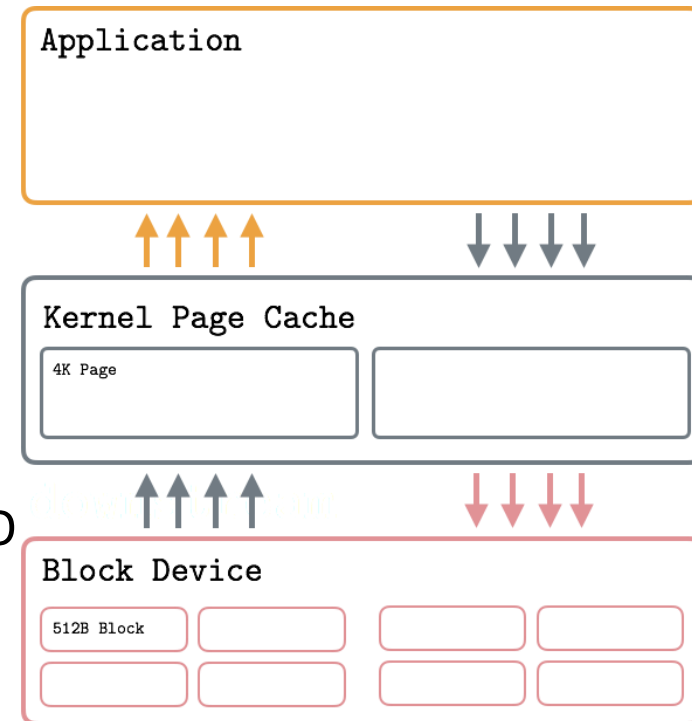 Application
Kernel Page Cache
4K Page
Block Device
512B Block